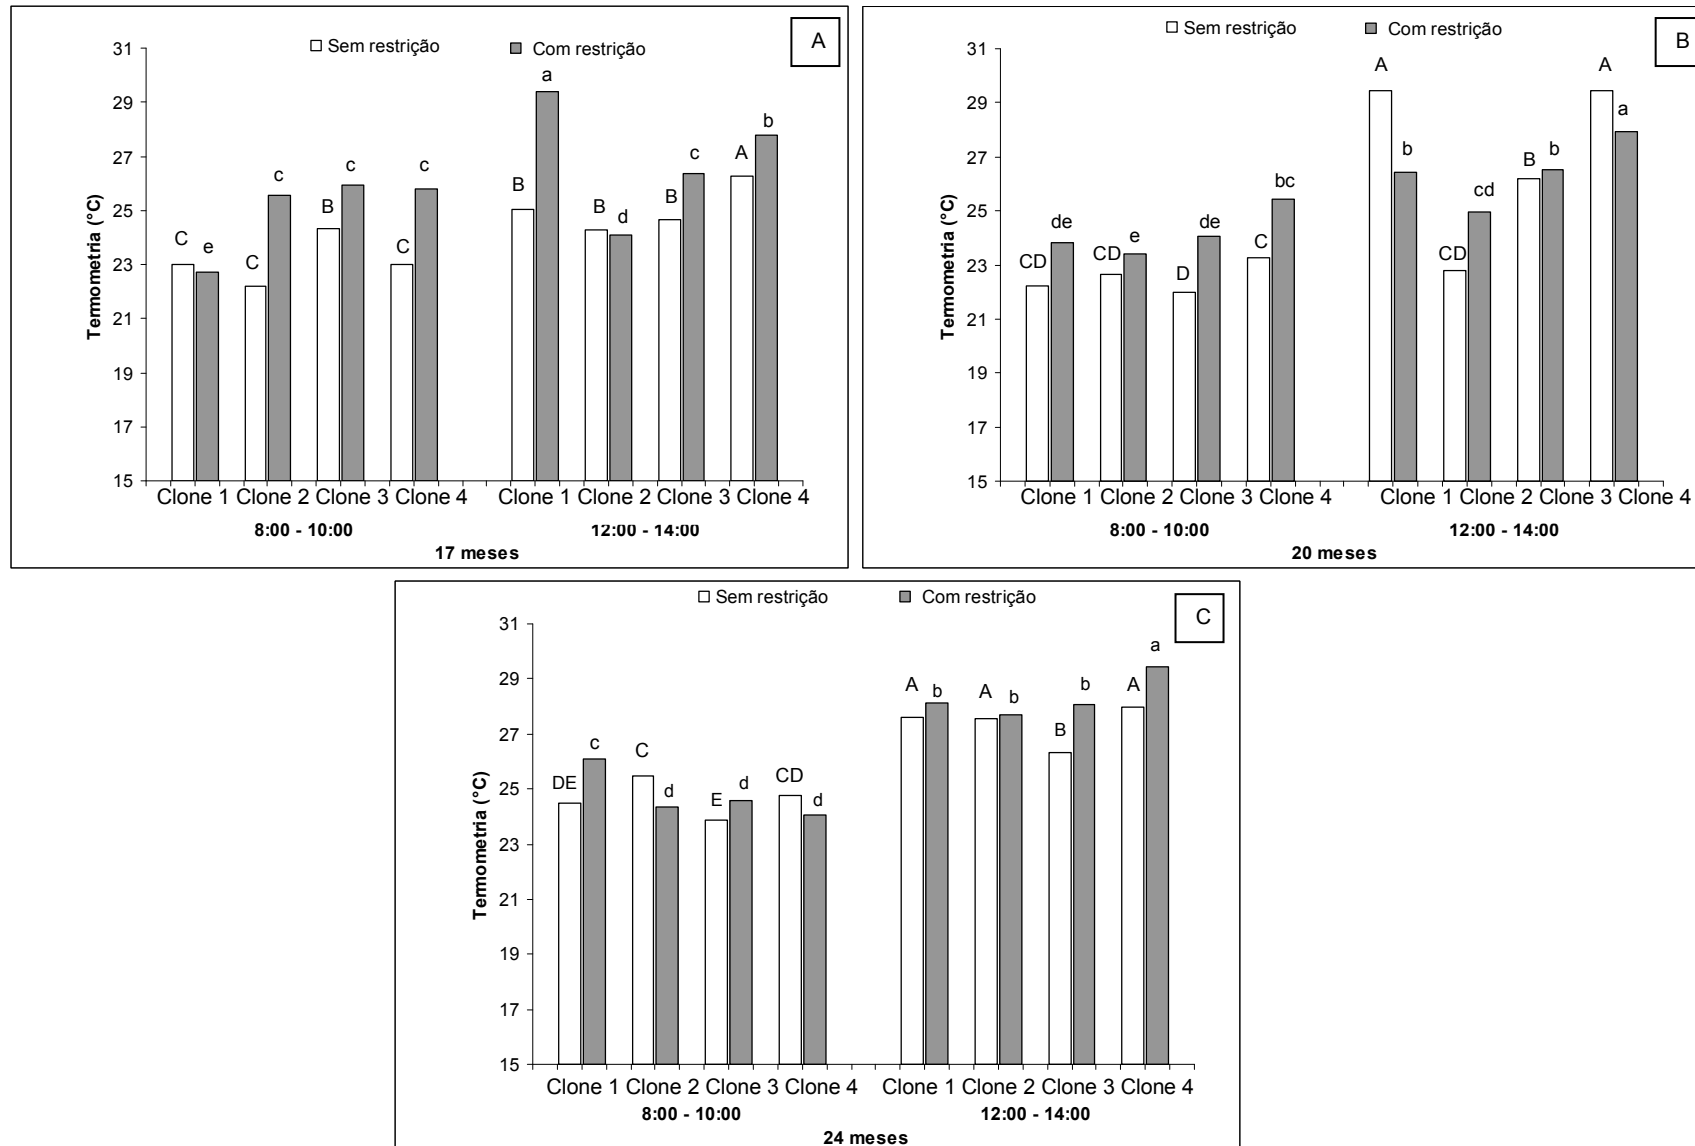 A
Sem restrição Com restrição
31
29
27
25
23
21
19
17
15
Termometria (°C)
C e C c B c C c B a B d B c A b
Clone 1 Clone 2 Clone 3 Clone 4 Clone 1 Clone 2 Clone 3 Clone 4
8:00 - 10:00 12:00 - 14:00
17 meses
B
Sem restrição Com restrição
31
29
27
25
23
21
19
17
15
Termometria (°C)
CD de CD e D de C bc A b CD cd B b A a
Clone 1 Clone 2 Clone 3 Clone 4 Clone 1 Clone 2 Clone 3 Clone 4
8:00 - 10:00 12:00 - 14:00
20 meses
C
Sem restrição Com restrição
31
29
27
25
23
21
19
17
15
Termometria (°C)
DE c C d E d CD d A b A b B b A a
Clone 1 Clone 2 Clone 3 Clone 4 Clone 1 Clone 2 Clone 3 Clone 4
8:00 - 10:00 12:00 - 14:00
24 meses